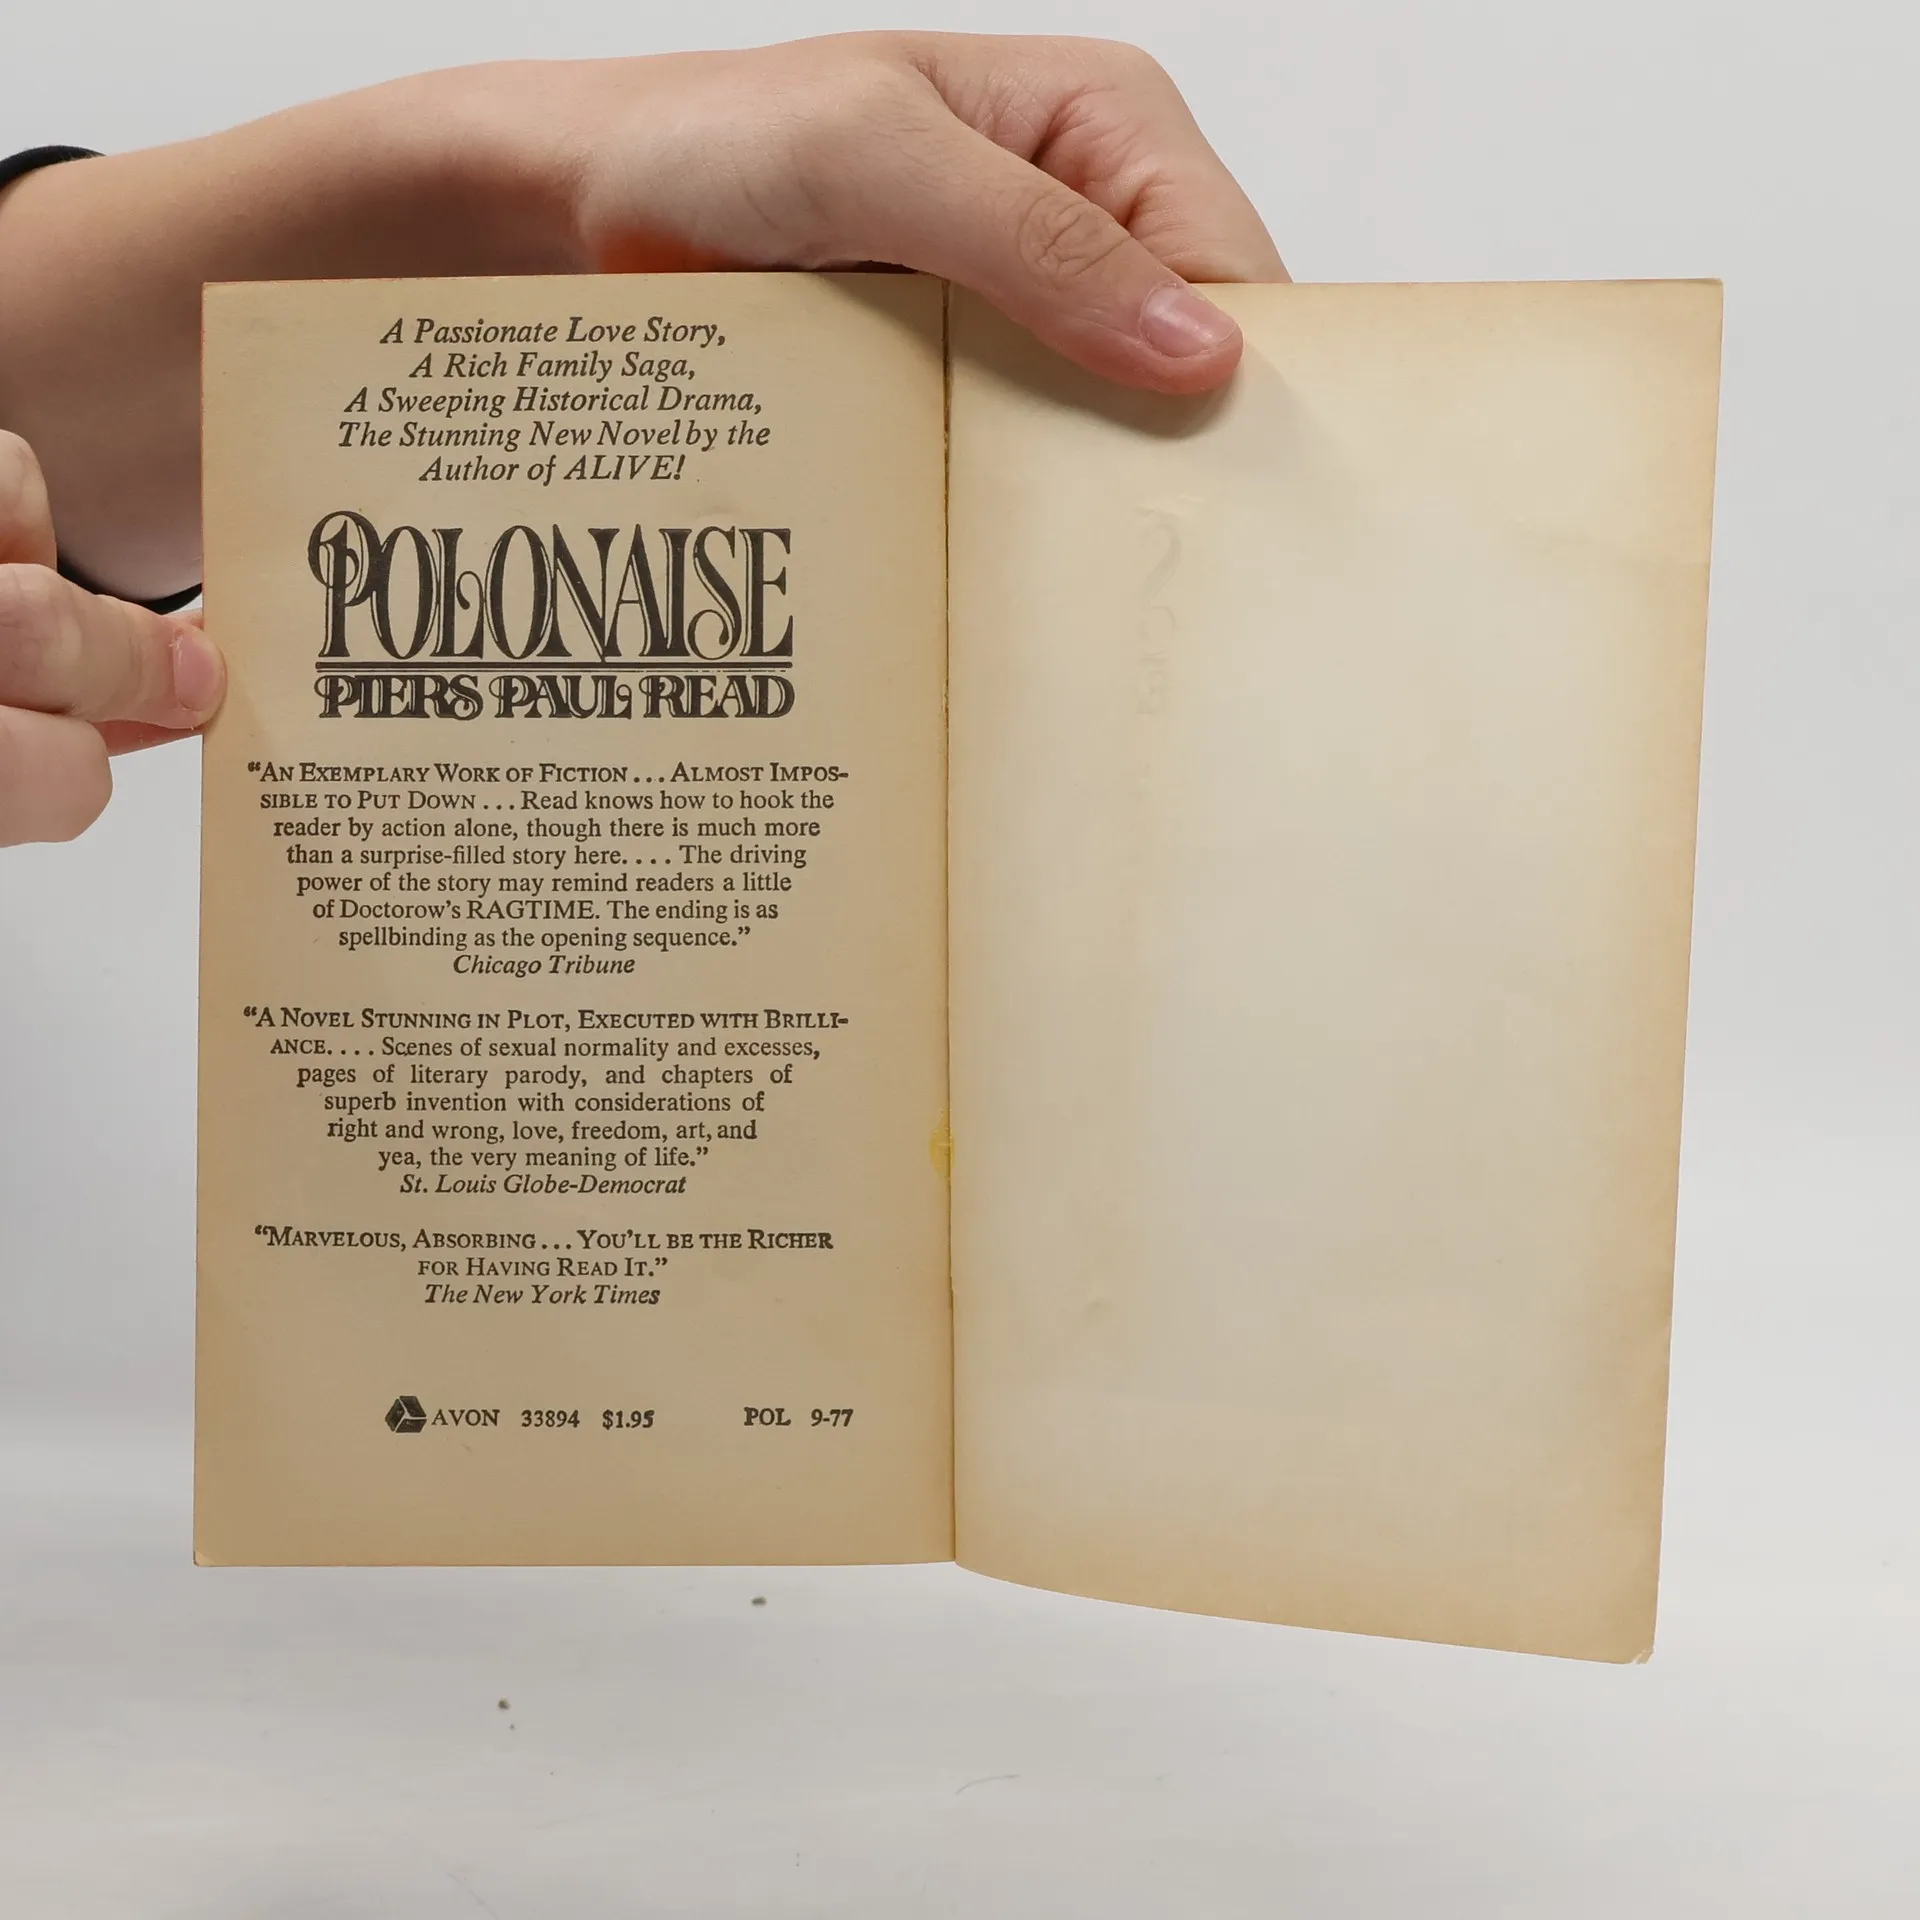 A Passionate Love Story,
A Rich Family Saga,
A Sweeping Historical Drama,
The Stunning New Novel by the
Author of ALIVE!
POLONAISE
PIERS PAUL READ
“AN EXEMPLARY WORK OF FICTION . . . ALMOST IMPOS-
SIBLE TO PUT DOWN . . . Read knows how to hook the
reader by action alone, though there is much more
than a surprise-filled story here. . . . The driving
power of the story may remind readers a little
of Doctorow’s RAGTIME. The ending is as
spellbinding as the opening sequence.”
Chicago Tribune
“A NOVEL STUNNING IN PLOT, EXECUTED WITH BRILLI-
ANCE. . . . Scenes of sexual normality and excesses,
pages of literary parody, and chapters of
superb invention with considerations of
right and wrong, love, freedom, art, and
yea, the very meaning of life.”
St. Louis Globe-Democrat
“MARVELOUS, ABSORBING . . . YOU’LL BE THE RICHER
FOR HAVING READ IT.”
The New York Times
AVON 33894 $1.95 POL 9-77